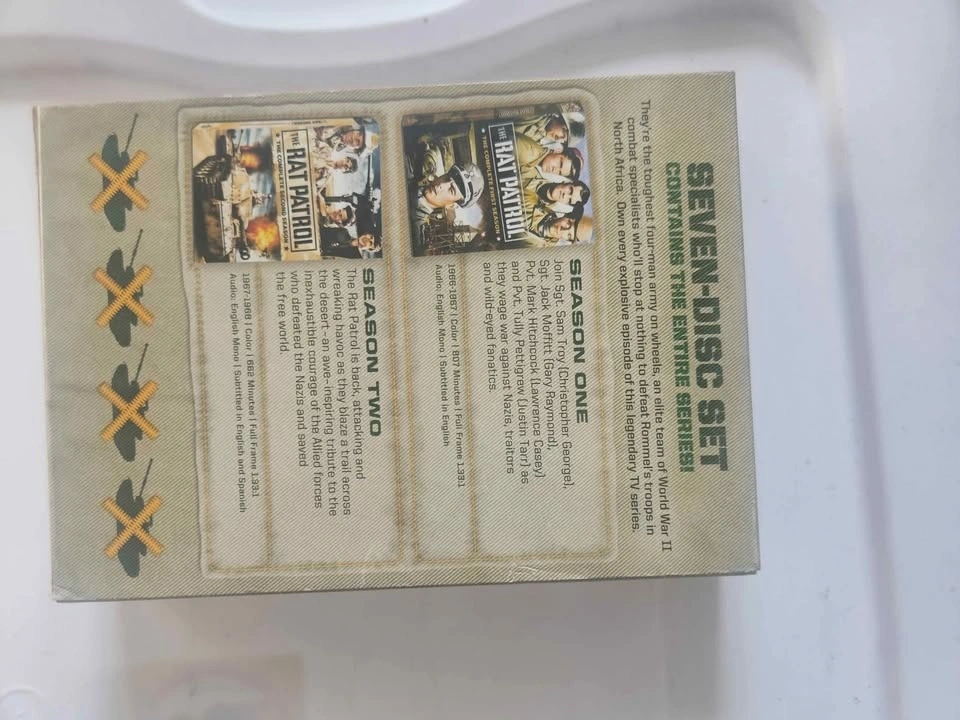 SEVEN-DISC SET
CONTAINS THE ENTIRE SERIES!
They're the toughest four-man army on wheels, an elite team of World War II
combat specialists who'll stop at nothing to defeat Rommel's troops in
North Africa. Own every explosive episode of this legendary TV series.
THE
RAT PATROL
THE COMPLETE FIRST SEASON
SEASON ONE
Join Sgt. Sam Troy (Christopher George),
Sgt. Jack Moffitt (Gary Raymond),
Pvt. Mark Hitchcock (Lawrence Casey)
and Pvt. Tully Pettigrew (Justin Tarr) as
they wage war against Nazis, traitors
and wild-eyed fanatics.
1966-1967 | Color | 807 Minutes | Full Frame 1.33:1
Audio: English Mono | Subtitled in English
THE
RAT PATROL
THE COMPLETE SECOND SEASON
SEASON TWO
The Rat Patrol is back, attacking and
wreaking havoc as they blaze a trail across
the desert-an awe-inspiring tribute to the
inexhaustible courage of the Allied forces
who defeated the Nazis and saved
the free world.
1967-1968 | Color | 662 Minutes | Full Frame 1.33:1
Audio: English Mono | Subtitled in English and Spanish